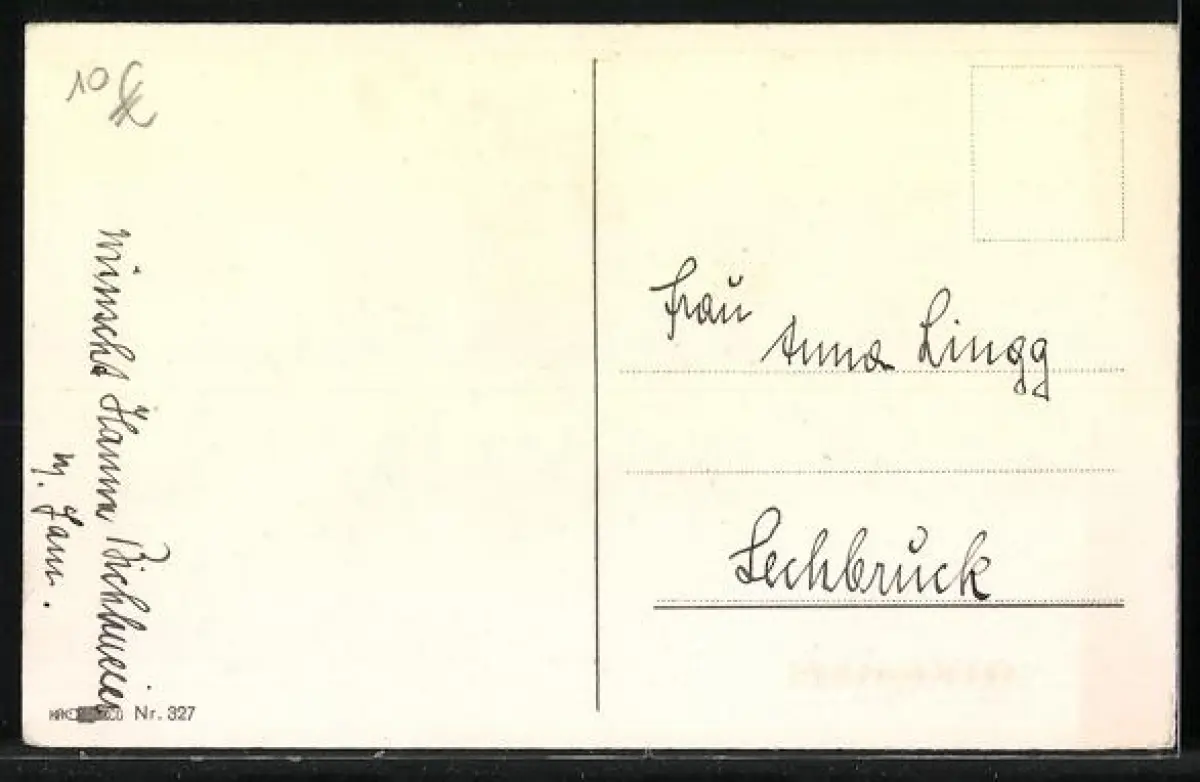 10
wünscht Hanna Bichlmeier
m. Fam.
Frau
Anna Lingg
Lechbruck
Nr. 327